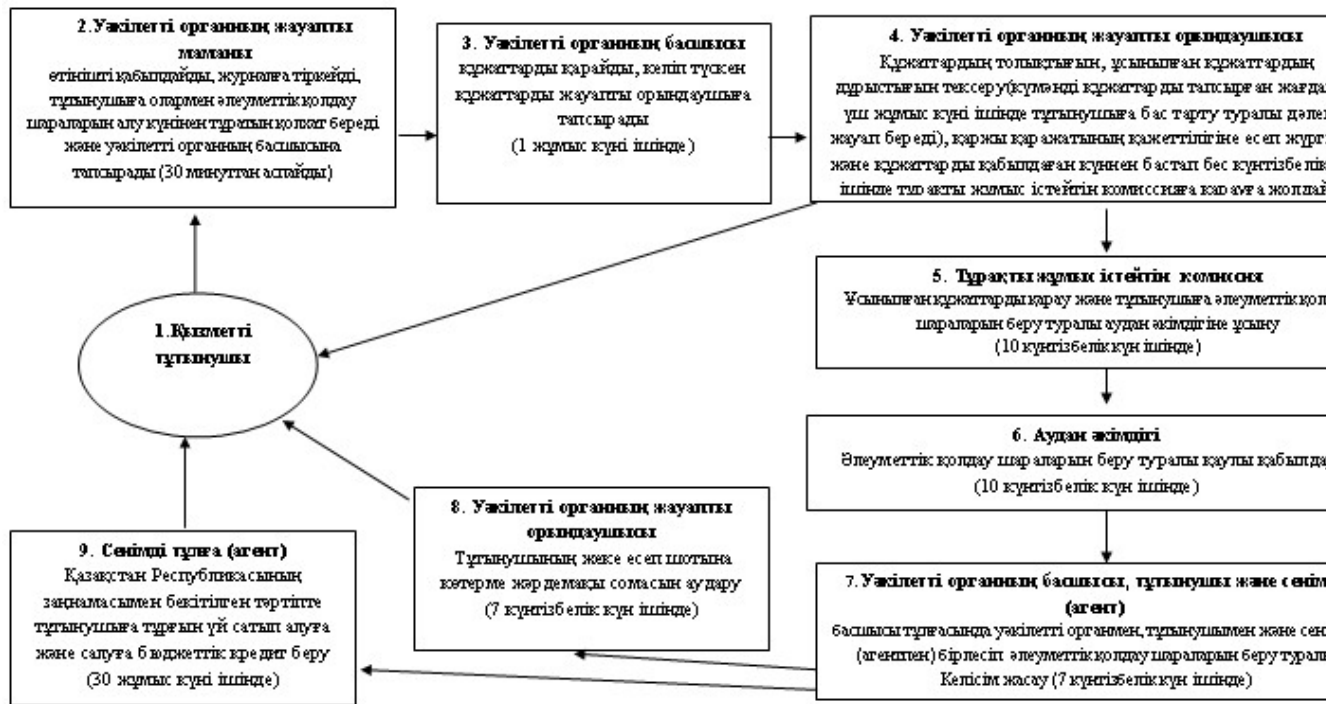 2.Уәкілетті органның жауапты
маманы
өтінішті қабылдайды, журналға тіркейді,
тұтынушыға олармен әлеуметтік қолдау
шараларын алу күнінен тұратын қолхат береді
және уәкілетті органның басшысына
тапсырады (30 минуттан аспайды)
3. Уәкілетті органның басшысы
құжаттарды қарайды, келіп түскен
құжаттарды жауапты орындаушыға
тапсырады
(1 жұмыс күні ішінде)
4. Уәкілетті органның жауапты орындаушысы
Құжаттардың толықтығын, ұсынылған құжаттардың
дұрыстығын тексеру(күмәнді құжаттарды тапсырған
үш жұмыс күні ішінде тұтынушыға бас тарту туралы
жауап береді), қаржы қаражатының қажеттілігіне есеп
және құжаттарды қабылдаған күннен бастап бес
ішінде тұрақты жұмыс істейтін комиссияға қарауға
5. Тұрақты жұмыс істейтін комиссия
Ұсынылған құжаттарды қарау және тұтынушыға әлеуметтік
шараларын беру туралы аудан әкімдігіне ұсыну
(10 күнтізбелік күн ішінде)
6. Аудан әкімдігі
Әлеуметтік қолдау шараларын беру туралы қаулы
(10 күнтізбелік күн ішінде)
7.Уәкілетті органның басшысы, тұтынушы және
(агент)
басшысы тұлғасында уәкілетті органмен, тұтынушымен және
(агентпен) бірлесіп әлеуметтік қолдау шараларын беру
Келісім жасау (7 күнтізбелік күн ішінде)
8. Уәкілетті органның жауапты
орындаушысы
Тұтынушының жеке есеп шотына
көтерме жәрдемақы сомасын аудару
(7 күнтізбелік күн ішінде)
9. Сенімді тұлға (агент)
Қазақстан Республикасының
заңнамасымен бекітілген тәртіпте
тұтынушыға тұрғын үй сатып алуға
және салуға бюджеттік кредит беру
(30 жұмыс күні ішінде)
1.Қызметті
тұтынушы